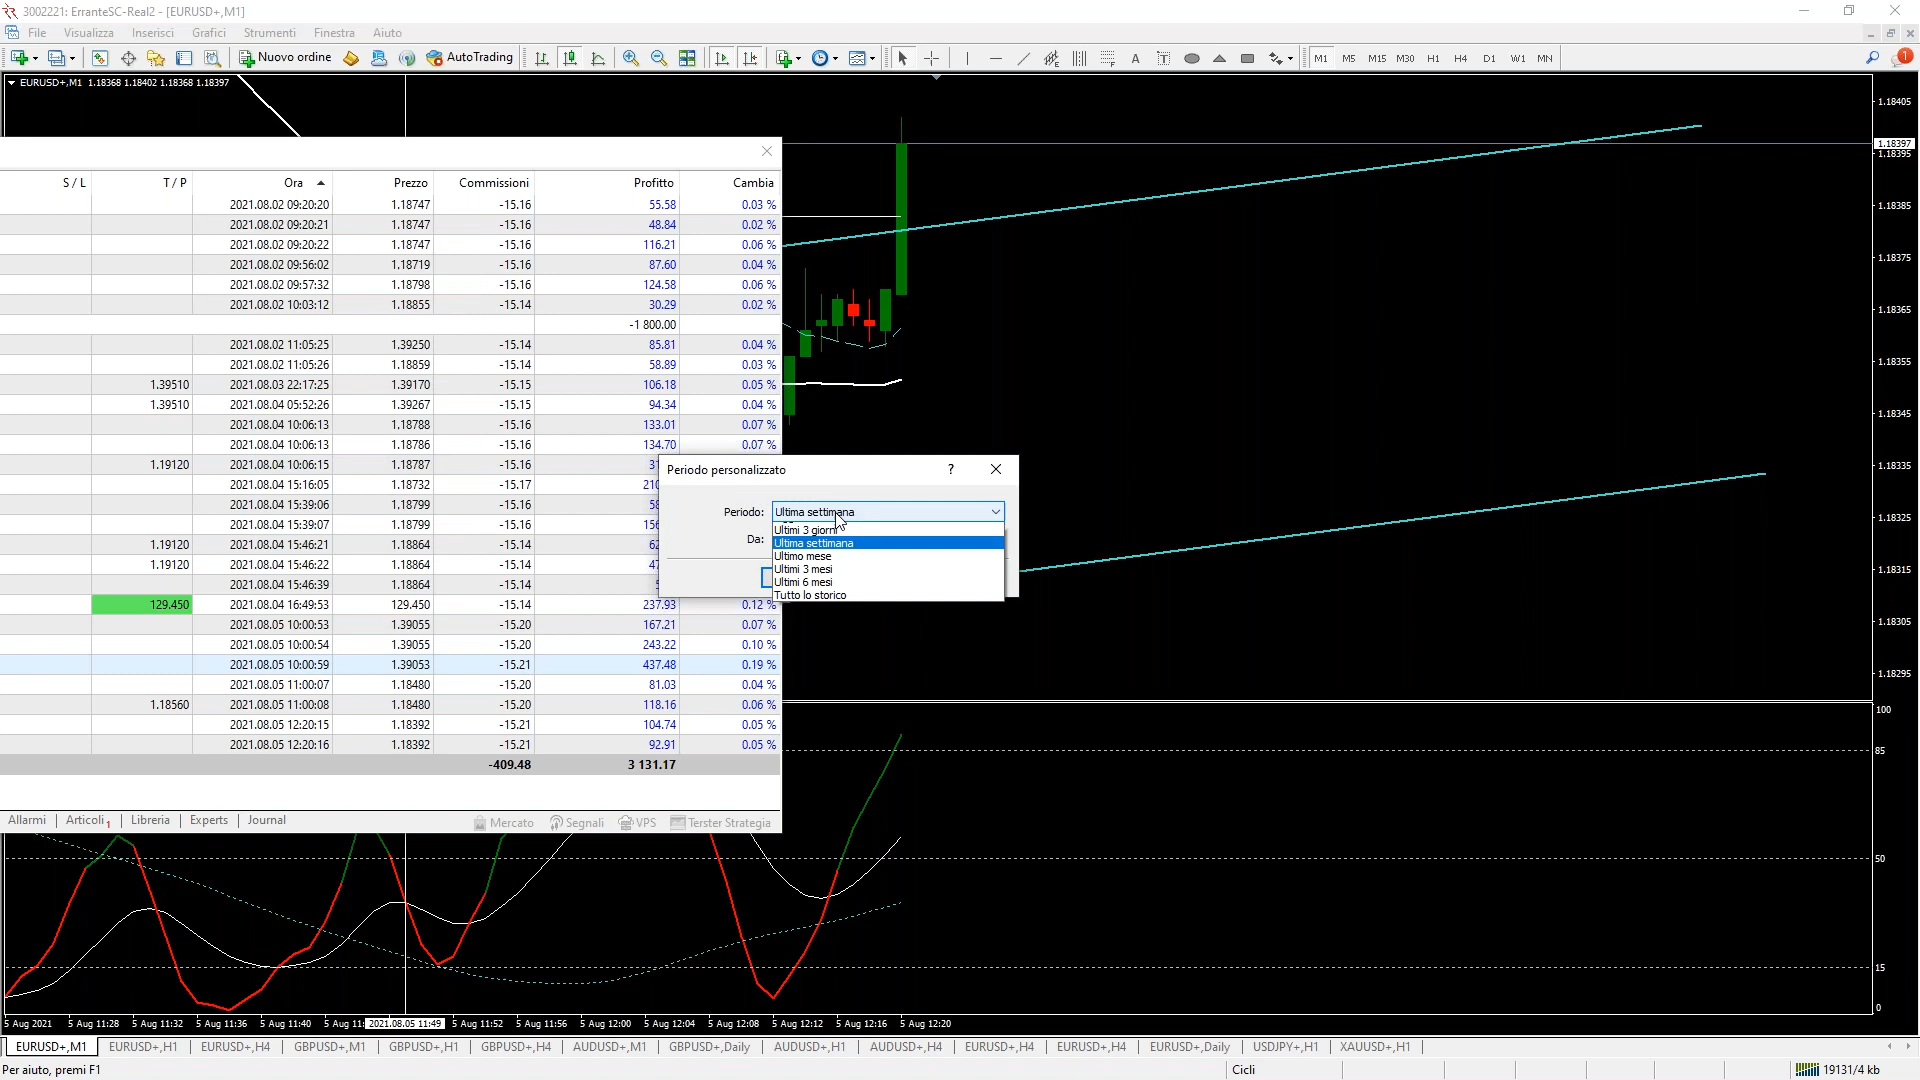 3002221: ErranteSC-Real2 - [EURUSD+,M1]
File Visualizza Inserisci Grafici Strumenti Finestra Aiuto
Nuovo ordine AutoTrading A T M1 M5 M15 M30 H1 H4 D1 W1 MN 1
EURUSD+,M1 1.18368 1.18402 1.18368 1.18397
1.18405
1.18397
1.18395
1.18385
1.18375
1.18365
1.18355
1.18345
1.18335
1.18325
1.18315
1.18305
1.18295
S / L T / P Ora Prezzo Commissioni Profitto Cambia
2021.08.02 09:20:20 1.18747 -15.16 55.58 0.03 %
2021.08.02 09:20:21 1.18747 -15.16 48.84 0.02 %
2021.08.02 09:20:22 1.18747 -15.16 116.21 0.06 %
2021.08.02 09:56:02 1.18719 -15.16 87.60 0.04 %
2021.08.02 09:57:32 1.18798 -15.16 124.58 0.06 %
2021.08.02 10:03:12 1.18855 -15.14 30.29 0.02 %
-1 800.00
2021.08.02 11:05:25 1.39250 -15.14 85.81 0.04 %
2021.08.02 11:05:26 1.18859 -15.14 58.89 0.03 %
1.39510 2021.08.03 22:17:25 1.39170 -15.15 106.18 0.05 %
1.39510 2021.08.04 05:52:26 1.39267 -15.15 94.34 0.04 %
2021.08.04 10:06:13 1.18788 -15.16 133.01 0.07 %
2021.08.04 10:06:13 1.18786 -15.16 134.70 0.07 %
1.19120 2021.08.04 10:06:15 1.18787 -15.16
2021.08.04 15:16:05 1.18732 -15.17
2021.08.04 15:39:06 1.18799 -15.16
2021.08.04 15:39:07 1.18799 -15.16
1.19120 2021.08.04 15:46:21 1.18864 -15.14
1.19120 2021.08.04 15:46:22 1.18864 -15.14
2021.08.04 15:46:39 1.18864 -15.14
129.450 2021.08.04 16:49:53 129.450 -15.14 237.93 0.12 %
2021.08.05 10:00:53 1.39055 -15.20 167.21 0.07 %
2021.08.05 10:00:54 1.39055 -15.20 243.22 0.10 %
2021.08.05 10:00:59 1.39053 -15.21 437.48 0.19 %
2021.08.05 11:00:07 1.18480 -15.20 81.03 0.04 %
1.18560 2021.08.05 11:00:08 1.18480 -15.20 118.16 0.06 %
2021.08.05 12:20:15 1.18392 -15.21 104.74 0.05 %
2021.08.05 12:20:16 1.18392 -15.21 92.91 0.05 %
-409.48 3 131.17
Periodo personalizzato ?
Periodo: Ultima settimana
Da:
Ultimi 3 giorni
Ultima settimana
Ultimo mese
Ultimi 3 mesi
Ultimi 6 mesi
Tutto lo storico
Allarmi Articoli 1 Libreria Experts Journal Mercato Segnali VPS Terster Strategia
100
85
50
15
0
5 Aug 2021 5 Aug 11:28 5 Aug 11:32 5 Aug 11:36 5 Aug 11:40 5 Aug 11: 2021.08.05 11:49 5 Aug 11:52 5 Aug 11:56 5 Aug 12:00 5 Aug 12:04 5 Aug 12:08 5 Aug 12:12 5 Aug 12:16 5 Aug 12:20
EURUSD+,M1 EURUSD+,H1 EURUSD+,H4 GBPUSD+,M1 GBPUSD+,H1 GBPUSD+,H4 AUDUSD+,M1 GBPUSD+,Daily AUDUSD+,H1 AUDUSD+,H4 EURUSD+,H4 EURUSD+,H4 EURUSD+,Daily USDJPY+,H1 XAUUSD+,H1
Per aiuto, premi F1 Cicli 19131/4 kb